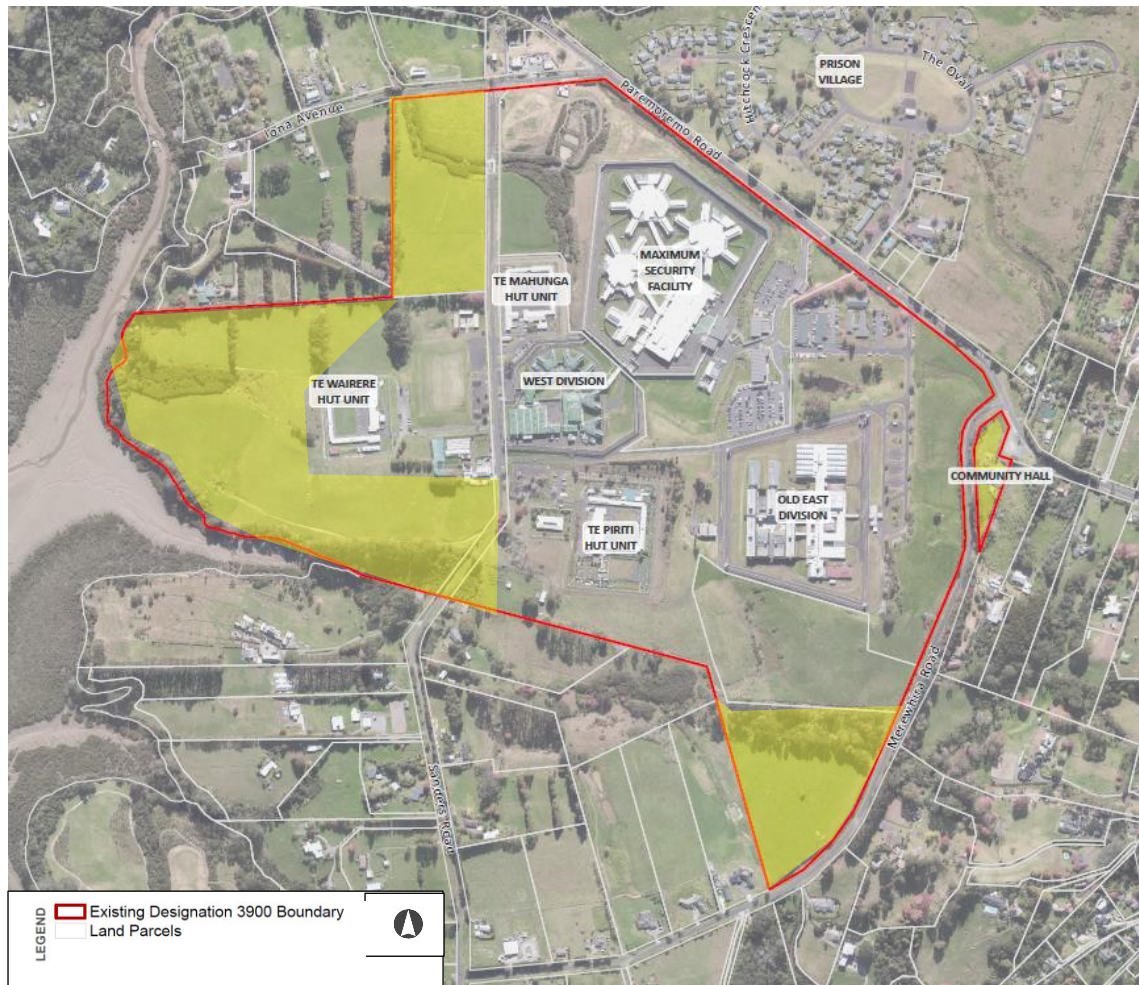 Hitchcock Crescen
PRISON
VILLAGE
The Oval
Paremoremo Road
Iona Avenue
MAXIMUM
SECURITY
FACILITY
TE MAHUNGA
HUT UNIT
WEST DIVISION
TE WAIRERE
HUT UNIT
COMMUNITY HALL
OLD EAST
DIVISION
TE PIRITI
HUT UNIT
Merewhira Road
Sanders Road
LEGEND
Existing Designation 3900 Boundary
Land Parcels